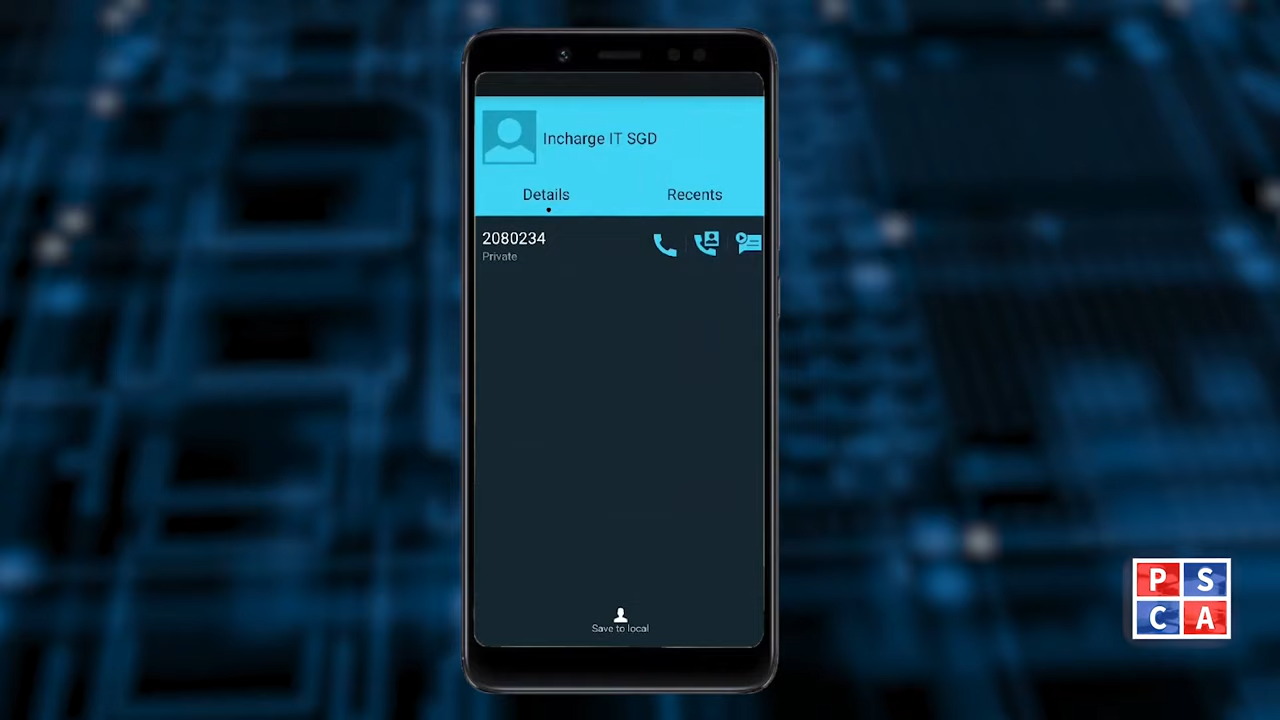 Incharge IT SGD
Details
Recents
2080234
Private
Save to local
P S
C A